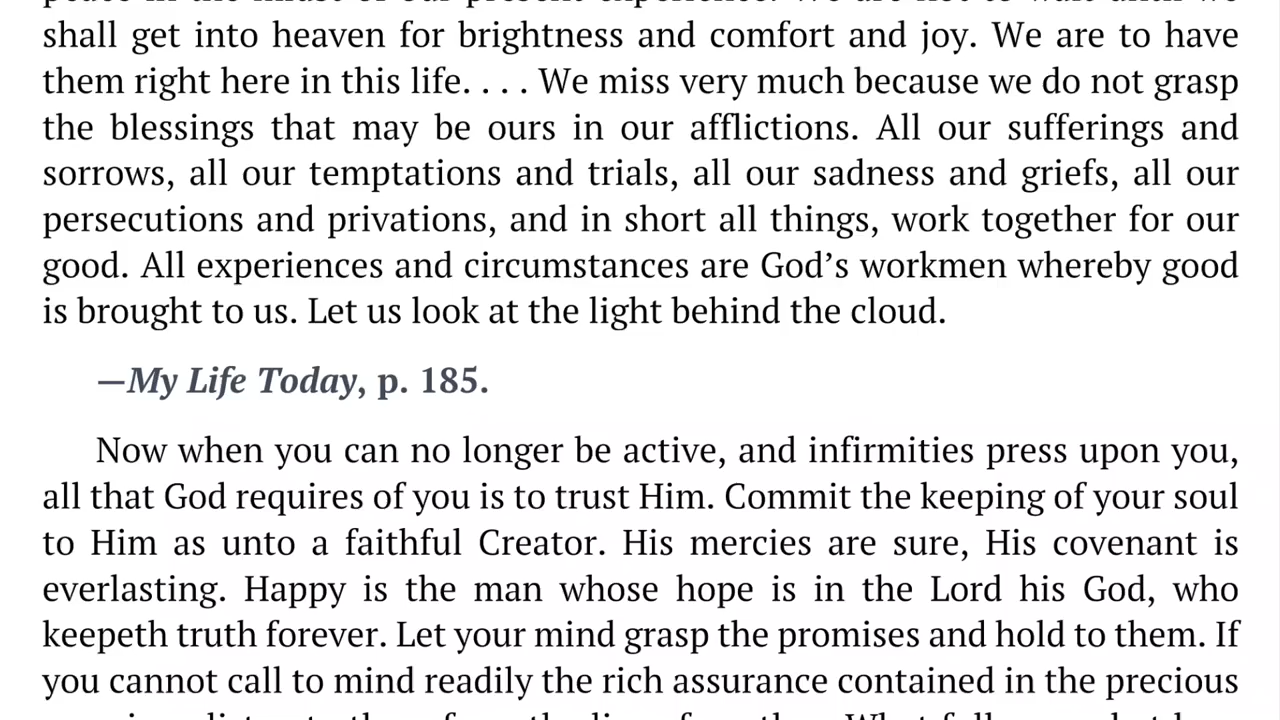 shall get into heaven for brightness and comfort and joy. We are to have
them right here in this life. . . . We miss very much because we do not grasp
the blessings that may be ours in our afflictions. All our sufferings and
sorrows, all our temptations and trials, all our sadness and griefs, all our
persecutions and privations, and in short all things, work together for our
good. All experiences and circumstances are God’s workmen whereby good
is brought to us. Let us look at the light behind the cloud.
—My Life Today, p. 185.
Now when you can no longer be active, and infirmities press upon you,
all that God requires of you is to trust Him. Commit the keeping of your soul
to Him as unto a faithful Creator. His mercies are sure, His covenant is
everlasting. Happy is the man whose hope is in the Lord his God, who
keepeth truth forever. Let your mind grasp the promises and hold to them. If
you cannot call to mind readily the rich assurance contained in the precious